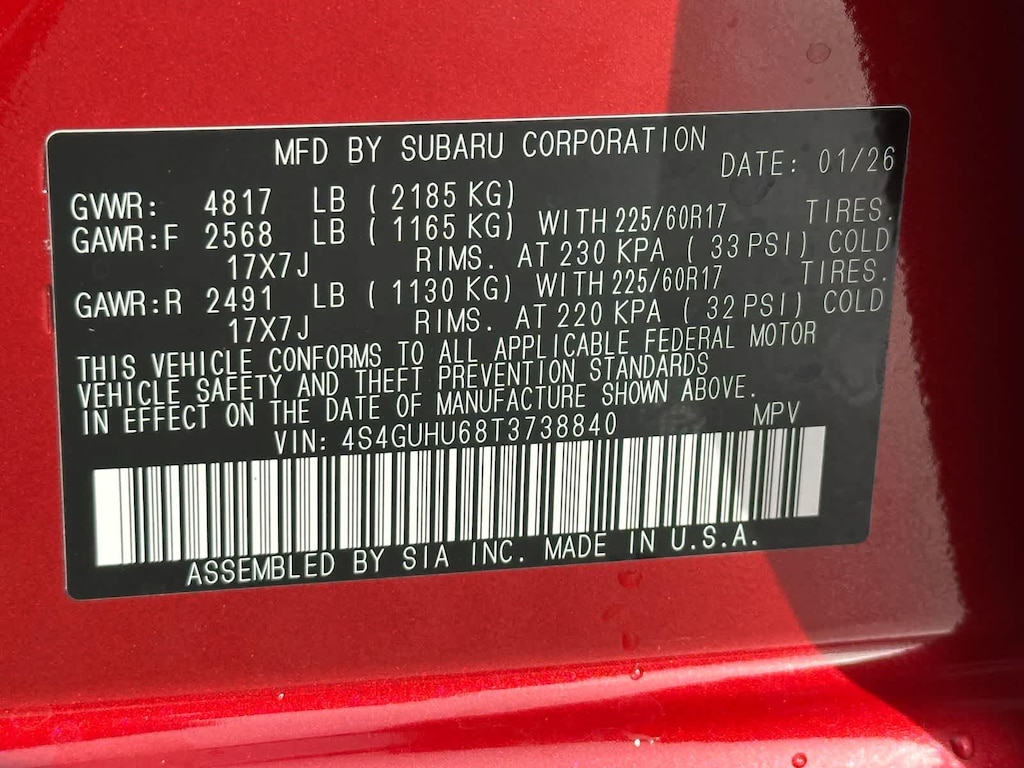 MFD BY SUBARU CORPORATION
DATE: 01/26
GVWR: 4817 LB ( 2185 KG)
GAWR:F 2568 LB ( 1165 KG) WITH 225/60R17 TIRES.
17X7J RIMS. AT 230 KPA ( 33 PSI) COLD
GAWR:R 2491 LB ( 1130 KG) WITH 225/60R17 TIRES.
17X7J RIMS. AT 220 KPA ( 32 PSI) COLD
THIS VEHICLE CONFORMS TO ALL APPLICABLE FEDERAL MOTOR
VEHICLE SAFETY AND THEFT PREVENTION STANDARDS
IN EFFECT ON THE DATE OF MANUFACTURE SHOWN ABOVE.
VIN: 4S4GUHU68T3738840 MPV
ASSEMBLED BY SIA INC. MADE IN U.S.A.